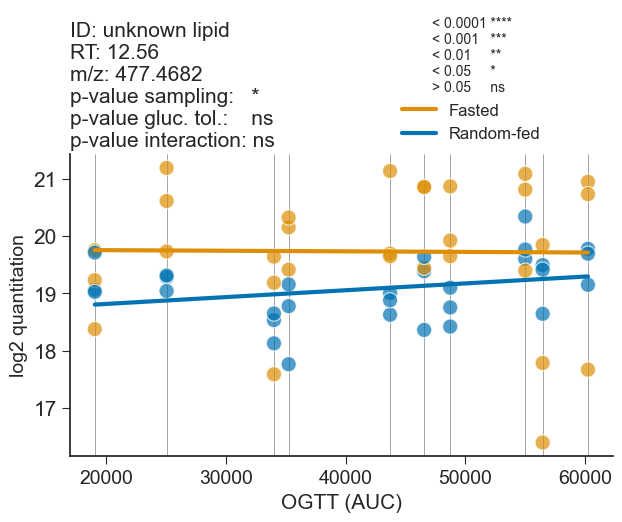 ID: unknown lipid
RT: 12.56
m/z: 477.4682
p-value sampling: *
p-value gluc. tol.: ns
p-value interaction: ns
< 0.0001 ****
< 0.001 ***
< 0.01 **
< 0.05 *
> 0.05 ns
Fasted
Random-fed
log2 quantitation
21
20
19
18
17
20000 30000 40000 50000 60000
OGTT (AUC)